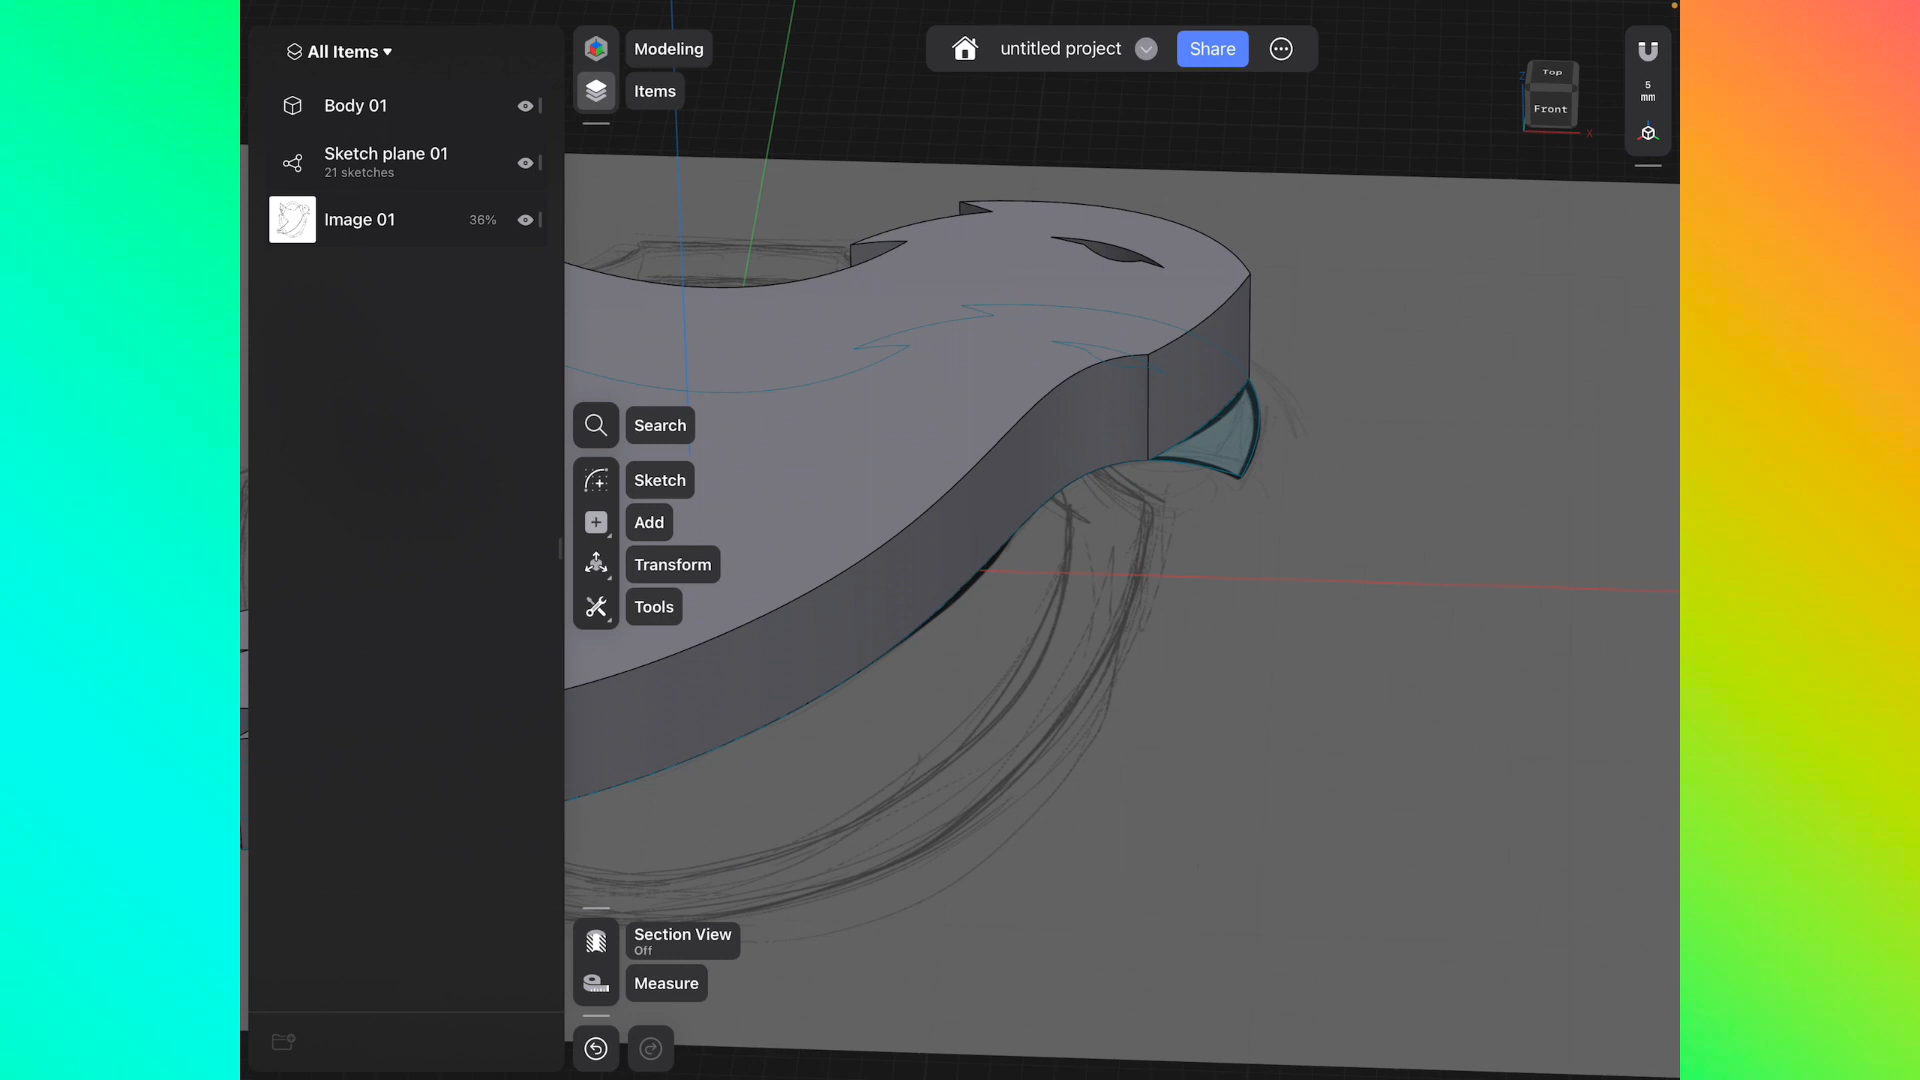 All Items
Body 01
Sketch plane 01
21 sketches
Image 01
36%
Modeling
Items
untitled project
Share
Top
Front
Z
X
5
mm
Search
Sketch
Add
Transform
Tools
Section View
Off
Measure